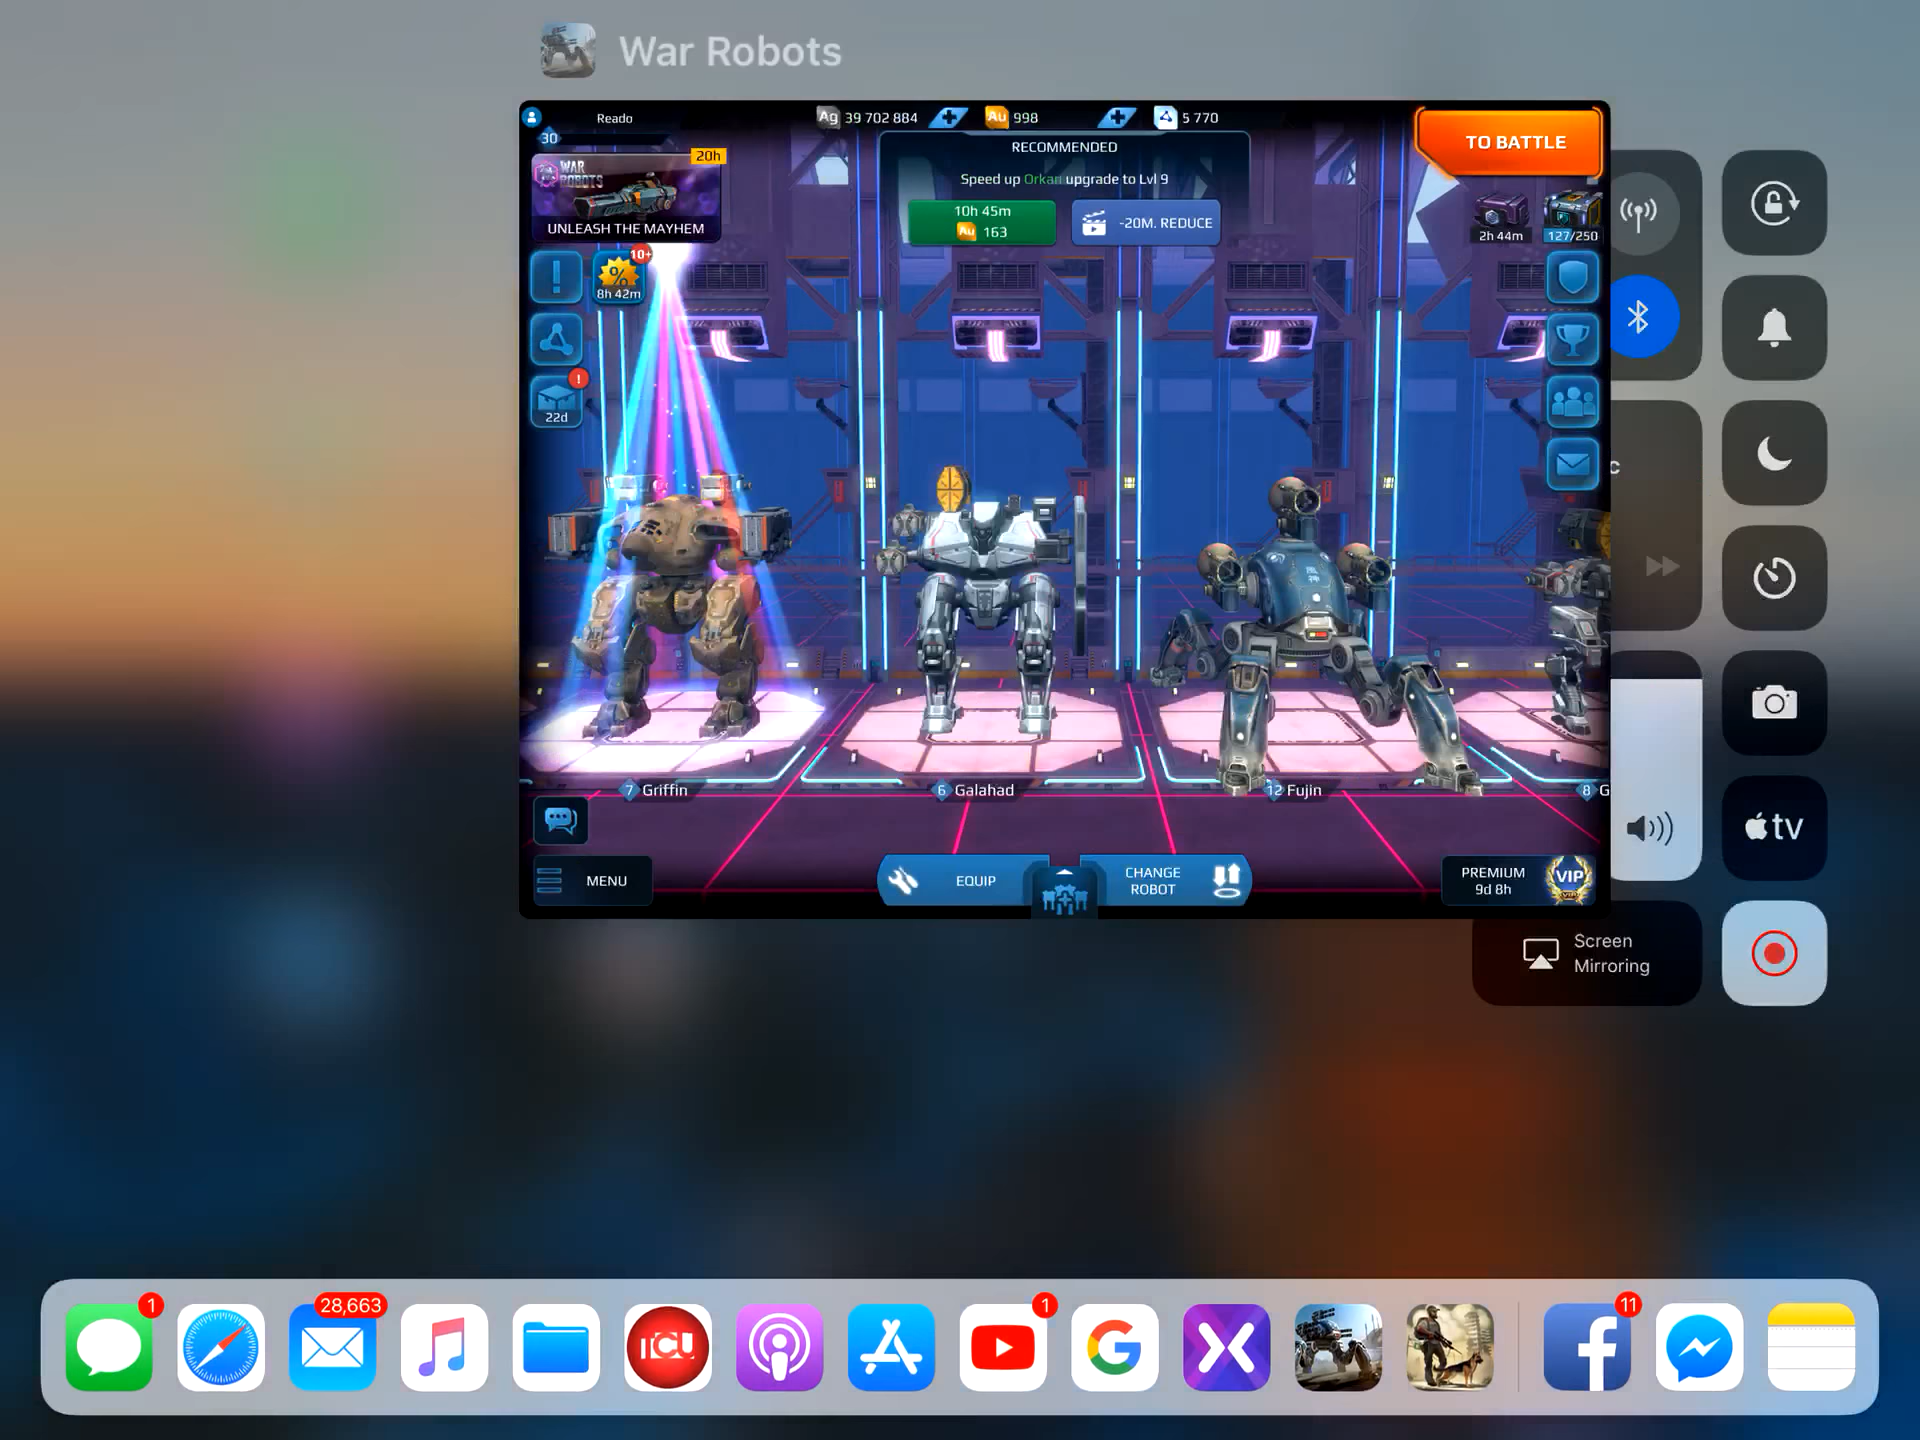 War Robots
Reado
Ag 39 702 884
Au 998
5 770
TO BATTLE
30
20h
WAR ROBOTS
UNLEASH THE MAYHEM
RECOMMENDED
Speed up Orkan upgrade to Lvl 9
10h 45m
Au 163
-20M. REDUCE
2h 44m
127/250
10+
%
8h 42m
!
22d
c
7 Griffin
6 Galahad
12 Fujin
8 G
MENU
EQUIP
CHANGE
ROBOT
PREMIUM
9d 8h
VIP
tv
Screen
Mirroring
1
28,663
1
11